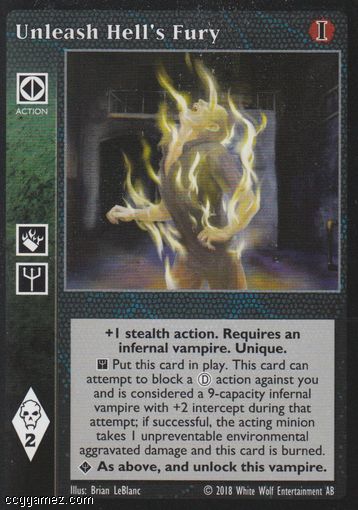 Unleash Hell's Fury
I
ACTION
+1 stealth action. Requires an
infernal vampire. Unique.
Put this card in play. This card can
attempt to block a D action against you
and is considered a 9-capacity infernal
vampire with +2 intercept during that
attempt; if successful, the acting minion
takes 1 unpreventable environmental
aggravated damage and this card is burned.
As above, and unlock this vampire.
2
Illus: Brian LeBlanc © 2018 White Wolf Entertainment AB
ccgyamez.com